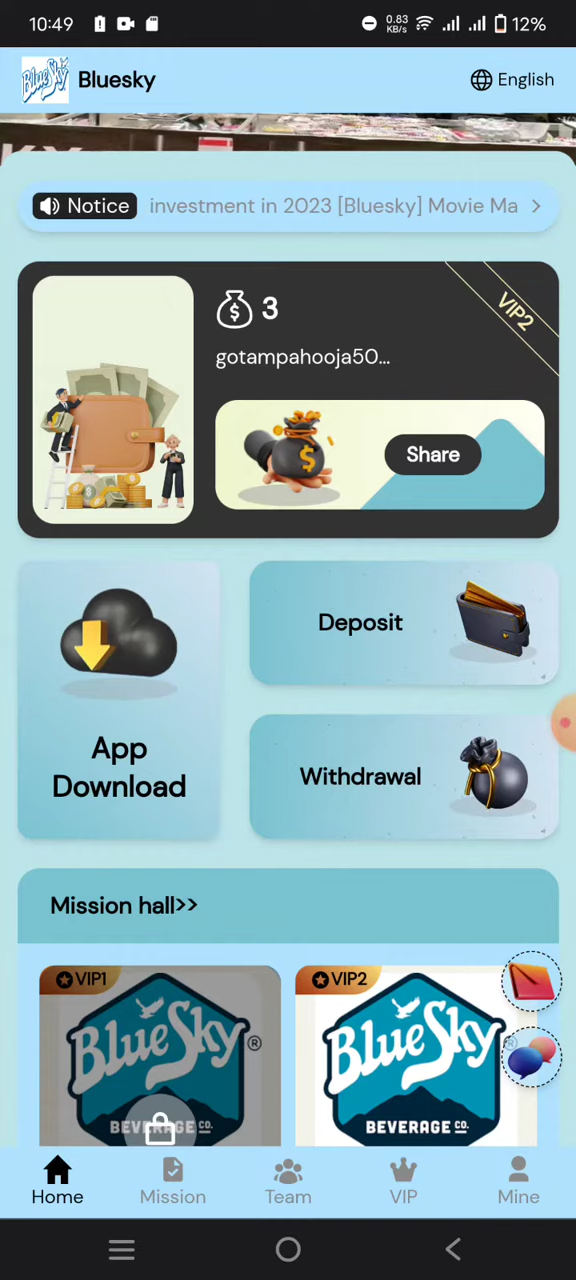 10:49
0.83
KB/s
12%
BlueSky
Bluesky
English
Notice investment in 2023 [Bluesky] Movie Ma
VIP2
3
gotampahooja50...
Share
Deposit
App
Download
Withdrawal
Mission hall>>
VIP1
BlueSky®
BEVERAGE CO.
VIP2
BlueSky®
BEVERAGE CO.
Home
Mission
Team
VIP
Mine